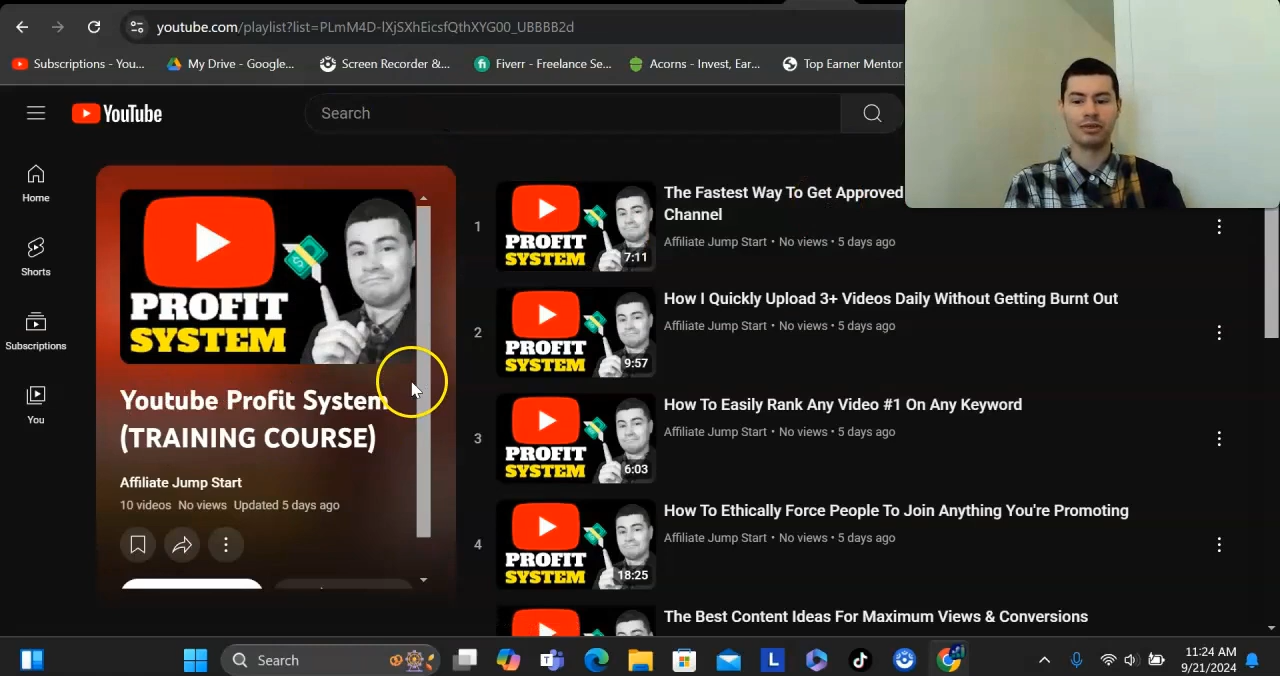 youtube.com/playlist?list=PLmM4D-lXjSXhEicsfQthXYG00_UBBBB2d
Subscriptions - You...
My Drive - Google...
Screen Recorder &...
Fiverr - Freelance Se...
Acorns - Invest, Ear...
Top Earner Mentor
YouTube
Search
Home
Shorts
Subscriptions
You
PROFIT
SYSTEM
Youtube Profit System
(TRAINING COURSE)
Affiliate Jump Start
10 videos No views Updated 5 days ago
1
PROFIT
SYSTEM
7:11
The Fastest Way To Get Approved
Channel
Affiliate Jump Start • No views • 5 days ago
2
PROFIT
SYSTEM
9:57
How I Quickly Upload 3+ Videos Daily Without Getting Burnt Out
Affiliate Jump Start • No views • 5 days ago
3
PROFIT
SYSTEM
6:03
How To Easily Rank Any Video #1 On Any Keyword
Affiliate Jump Start • No views • 5 days ago
4
PROFIT
SYSTEM
18:25
How To Ethically Force People To Join Anything You're Promoting
Affiliate Jump Start • No views • 5 days ago
The Best Content Ideas For Maximum Views & Conversions
Search
L
11:24 AM
9/21/2024